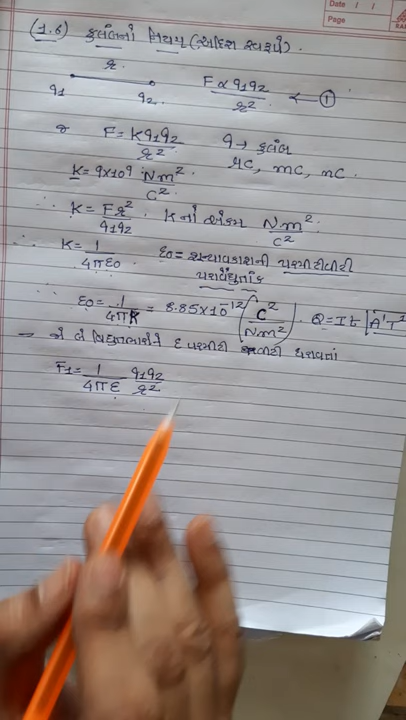 Date / /
Page
(1.6) કુલંબનો નિયમ (અદિશ સ્વરૂપ).
r
q1 q2 F ∝ q1q2/r² ← ①
F = K q1q2/r² q → કુલંબ
μC, mC, nC.
K = 9×10⁹ Nm²/C²
∴ K = Fr²/q1q2 . K નો એકમ Nm²/C²
∴ K = 1/4πε0 ε0 = શૂન્યાવકાશની પરમીટીવીટી
પરાવૈદ્યુતાંક
∴ ε0 = 1/4πK = 8.85×10⁻¹² (C²/Nm²) . Q = It [A¹T¹
→ જો બે વિદ્યુતભારોને ε પરમીટીવીટી ધરાવતાં
F1 = 1/4πε q1q2/r²